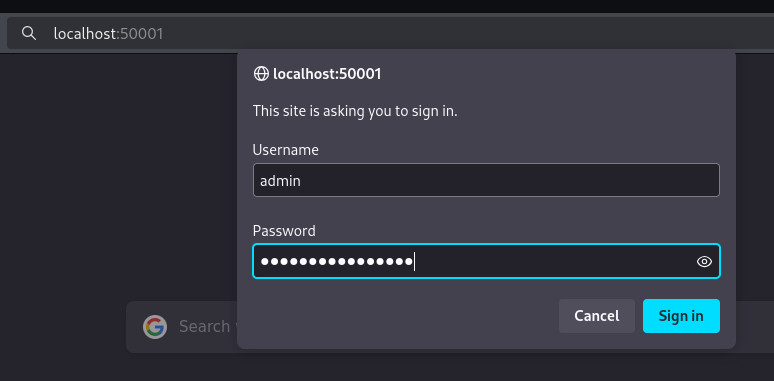 localhost:50001
localhost:50001
This site is asking you to sign in.
Username
admin
Password
●●●●●●●●●●●●●●●●
Cancel
Sign in
Search